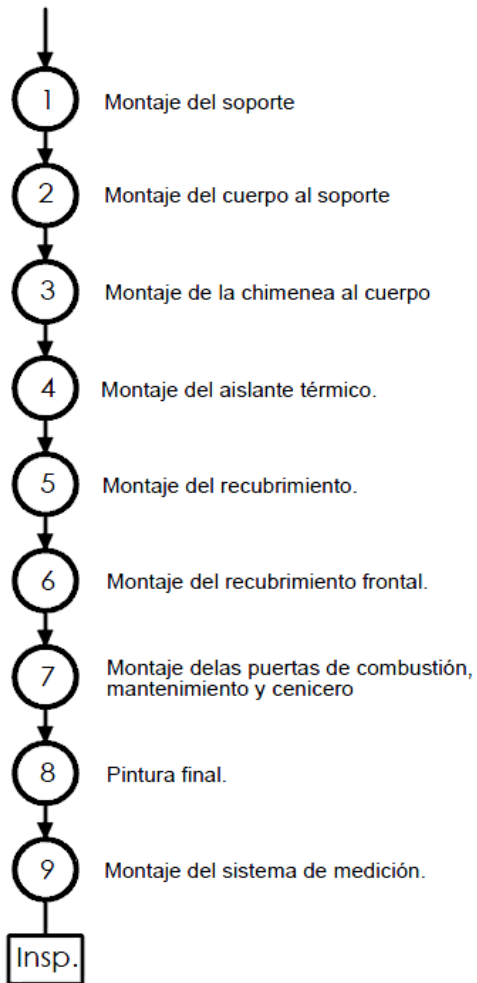 1 Montaje del soporte
2 Montaje del cuerpo al soporte
3 Montaje de la chimenea al cuerpo
4 Montaje del aislante térmico.
5 Montaje del recubrimiento.
6 Montaje del recubrimiento frontal.
7 Montaje delas puertas de combustión,
mantenimiento y cenicero
8 Pintura final.
9 Montaje del sistema de medición.
Insp.